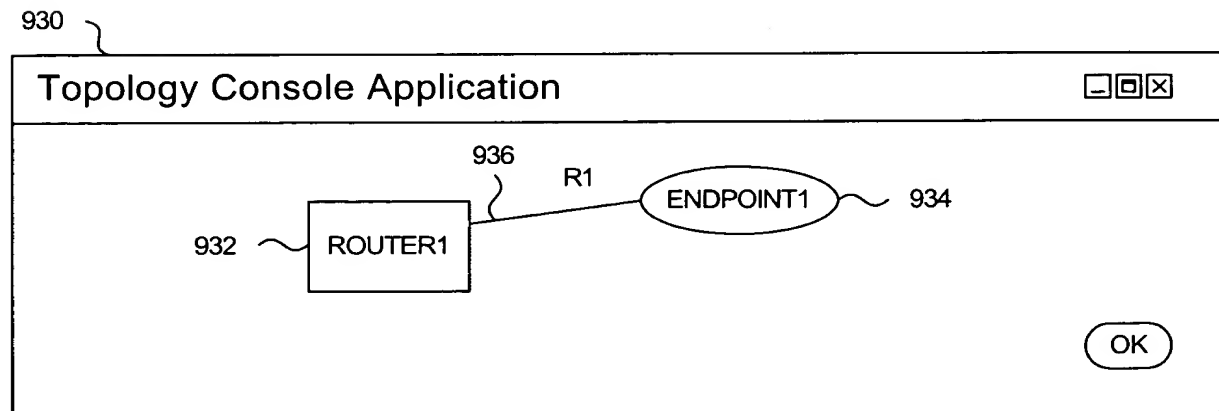 930
Topology Console Application
936
R1
ENDPOINT1
934
932
ROUTER1
OK